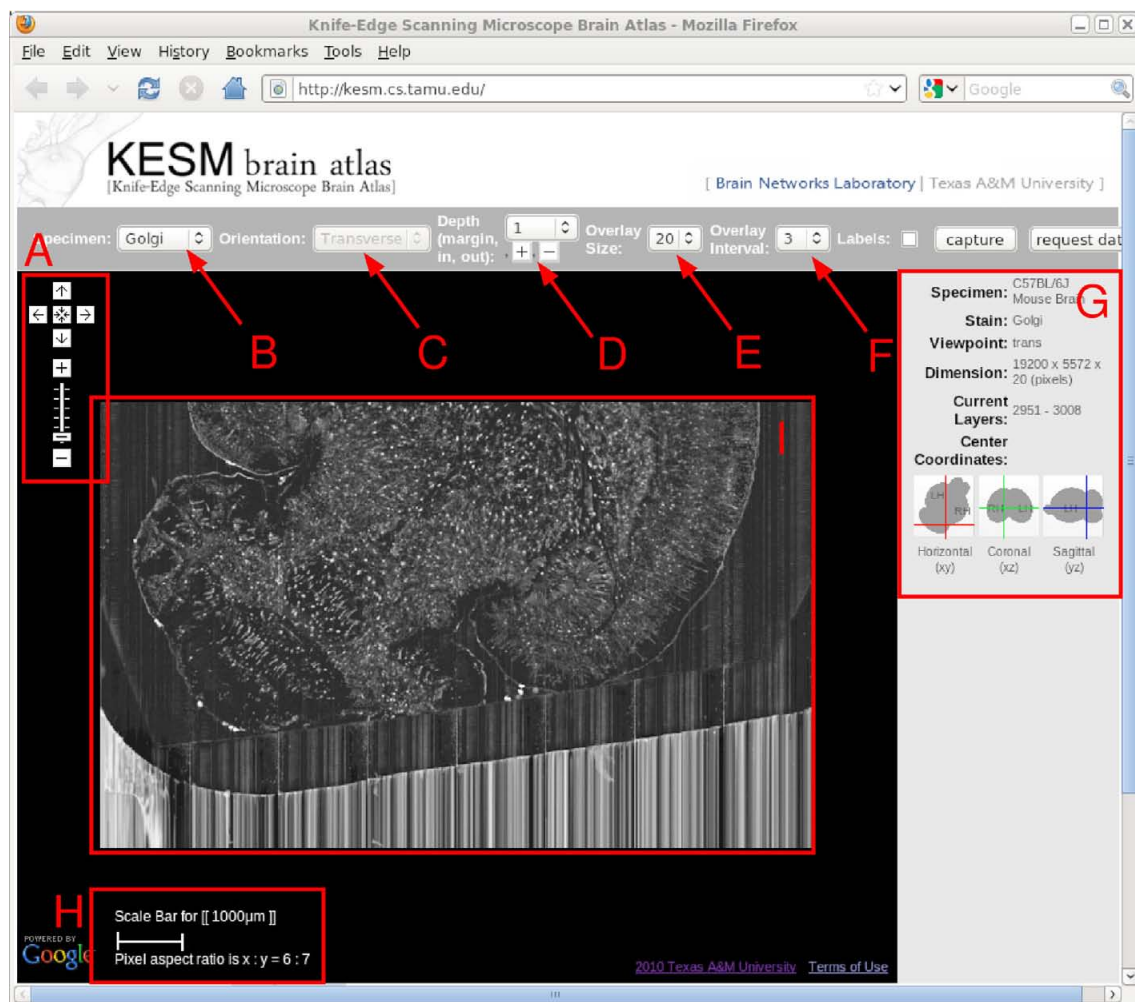 Knife-Edge Scanning Microscope Brain Atlas - Mozilla Firefox
File Edit View History Bookmarks Tools Help
http://kesm.cs.tamu.edu/ Google
KESM brain atlas
[Knife-Edge Scanning Microscope Brain Atlas]
[ Brain Networks Laboratory | Texas A&M University ]
Specimen: Golgi Orientation: Transverse Depth (margin, in, out): 1 + - Overlay Size: 20 Overlay Interval: 3 Labels: capture request dat
A
B
C
D
E
F
G
Specimen: C57BL/6J
Mouse Brain
Stain: Golgi
Viewpoint: trans
Dimension: 19200 x 5572 x
20 (pixels)
Current
Layers: 2951 - 3008
Center
Coordinates:
LH RH RH LH LH
Horizontal Coronal Sagittal
(xy) (xz) (yz)
I
H
Scale Bar for [[ 1000µm ]]
Pixel aspect ratio is x : y = 6 : 7
POWERED BY
Google
2010 Texas A&M University Terms of Use